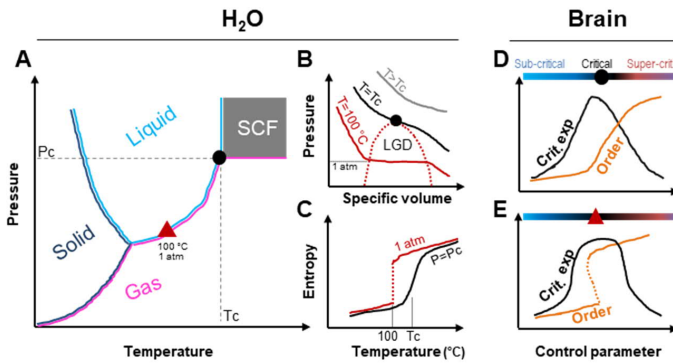 H₂O
Brain
A
Pressure
Pc
Liquid
SCF
Solid
100 °C
1 atm
Gas
Tc
Temperature
B
Pressure
T>Tc
T=Tc
T=100 °C
LGD
1 atm
Specific volume
C
Entropy
1 atm
P=Pc
100
Tc
Temperature (°C)
D
Sub-critical
Critical
Super-crit
Crit. exp
Order
E
Crit. exp
Order
Control parameter